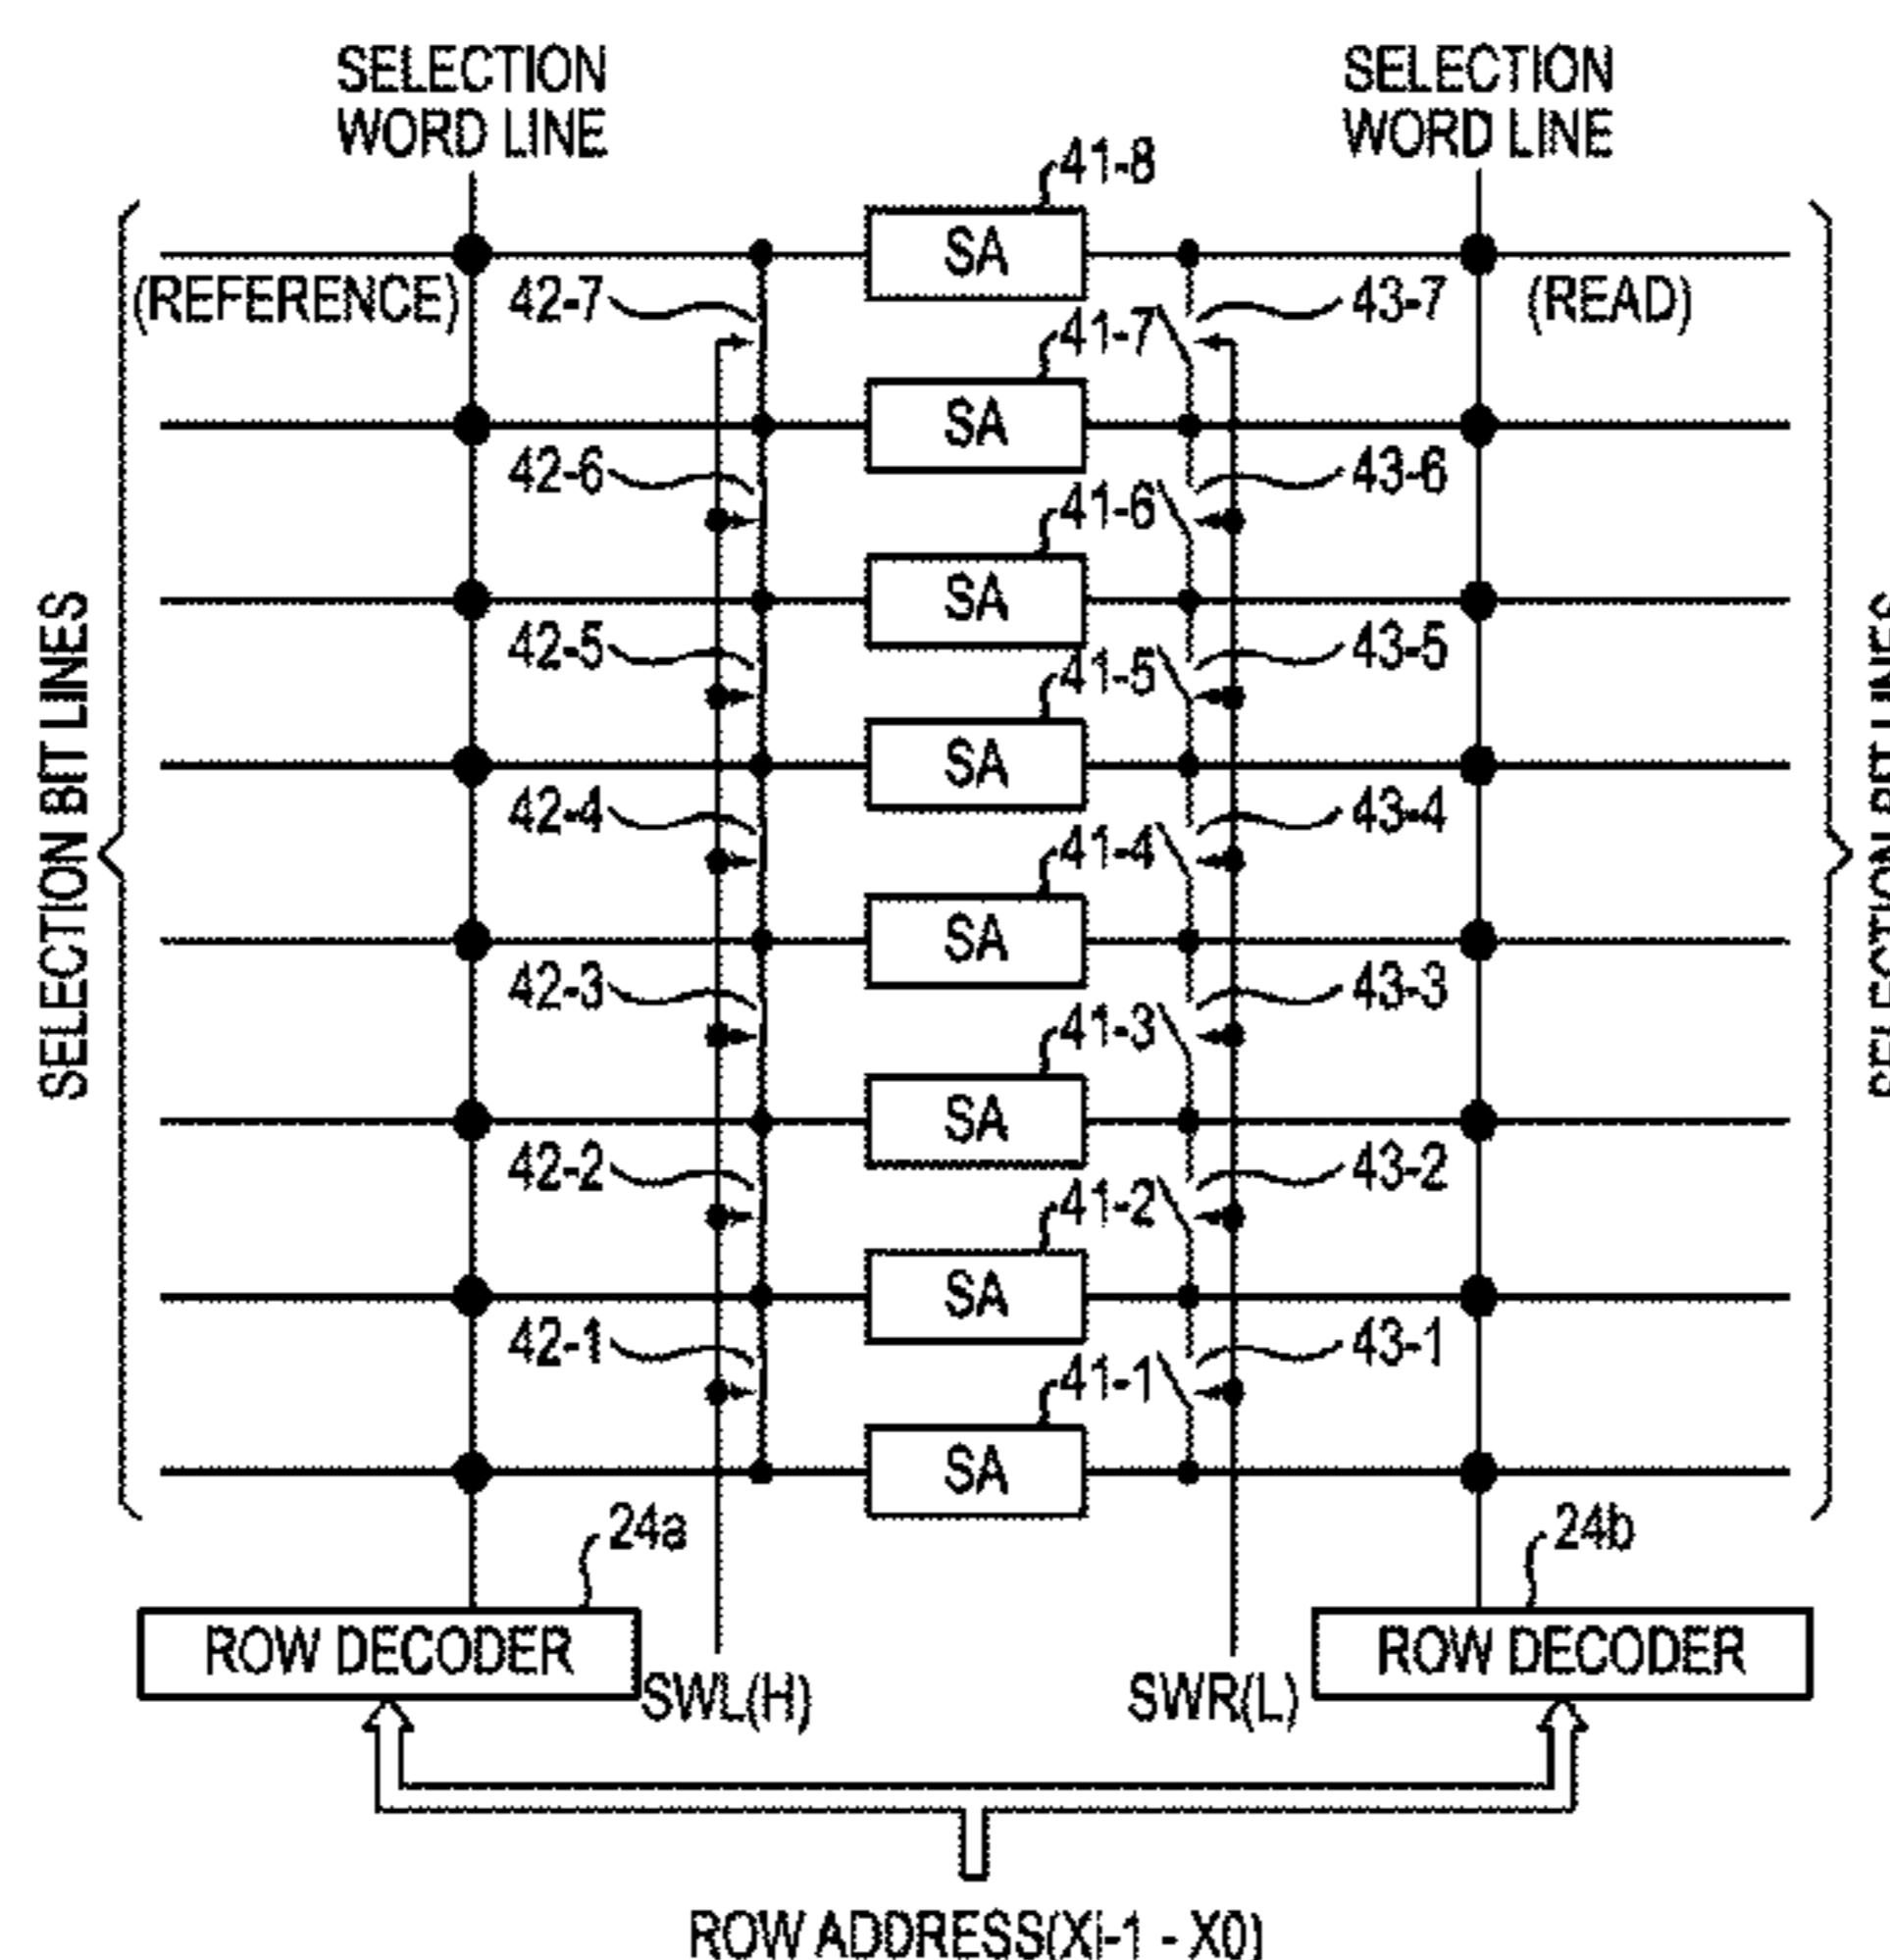 SELECTION
WORD LINE
SELECTION
WORD LINE
41-8
SA
(REFERENCE)
42-7
43-7
(READ)
41-7
SA
42-6
43-6
41-6
SA
42-5
43-5
41-5
SA
42-4
43-4
41-4
SA
42-3
43-3
41-3
SA
42-2
43-2
41-2
SA
42-1
43-1
41-1
SA
SELECTION BIT LINES
SELECTION BIT LINES
24a
24b
ROW DECODER
ROW DECODER
SWL(H)
SWR(L)
ROW ADDRESS(Xi-1 - X0)